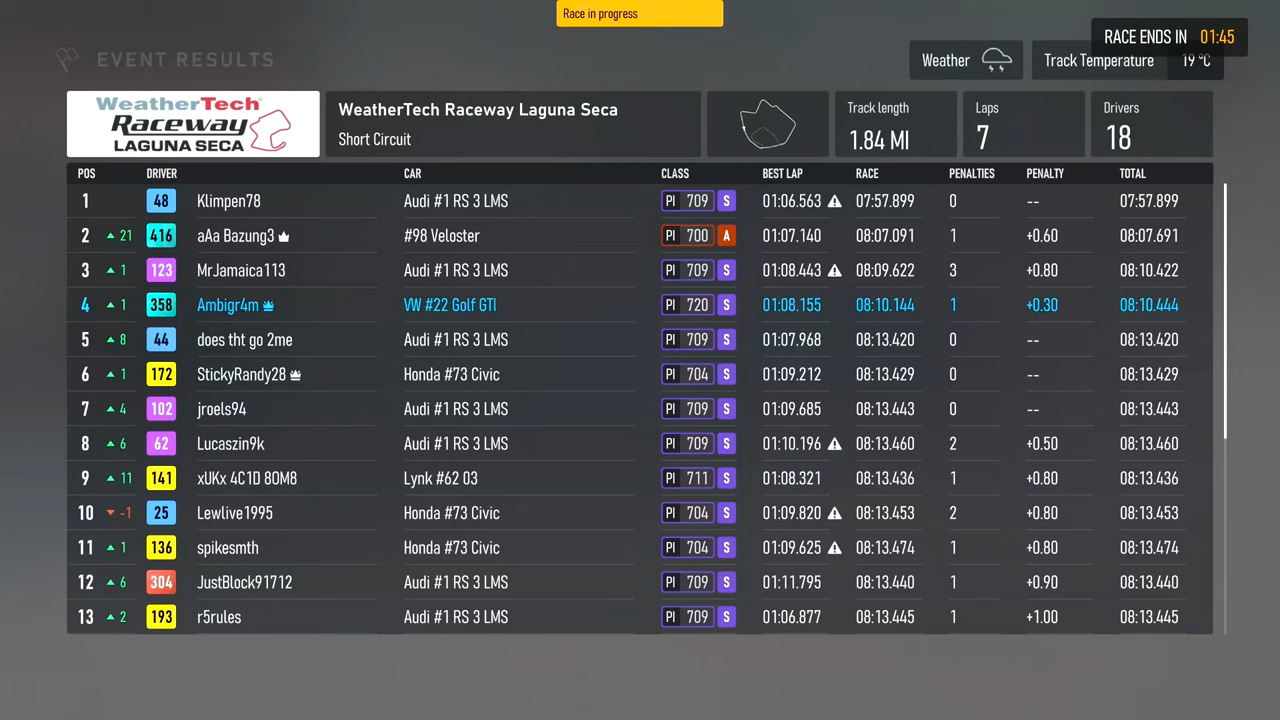 Race in progress
RACE ENDS IN 01:45
EVENT RESULTS
Weather Track Temperature 19 °C
WeatherTech®
Raceway
LAGUNA SECA
WeatherTech Raceway Laguna Seca
Short Circuit
Track length
1.84 MI
Laps
7
Drivers
18
POS DRIVER CAR CLASS BEST LAP RACE PENALTIES PENALTY TOTAL
1 48 Klimpen78 Audi #1 RS 3 LMS PI 709 S 01:06.563 07:57.899 0 -- 07:57.899
2 21 416 aAa Bazung3 #98 Veloster PI 700 A 01:07.140 08:07.091 1 +0.60 08:07.691
3 1 123 MrJamaica113 Audi #1 RS 3 LMS PI 709 S 01:08.443 08:09.622 3 +0.80 08:10.422
4 1 358 Ambigr4m VW #22 Golf GTI PI 720 S 01:08.155 08:10.144 1 +0.30 08:10.444
5 8 44 does tht go 2me Audi #1 RS 3 LMS PI 709 S 01:07.968 08:13.420 0 -- 08:13.420
6 1 172 StickyRandy28 Honda #73 Civic PI 704 S 01:09.212 08:13.429 0 -- 08:13.429
7 4 102 jroels94 Audi #1 RS 3 LMS PI 709 S 01:09.685 08:13.443 0 -- 08:13.443
8 6 62 Lucaszin9k Audi #1 RS 3 LMS PI 709 S 01:10.196 08:13.460 2 +0.50 08:13.460
9 11 141 xUKx 4C1D 8OM8 Lynk #62 03 PI 711 S 01:08.321 08:13.436 1 +0.80 08:13.436
10 -1 25 Lewlive1995 Honda #73 Civic PI 704 S 01:09.820 08:13.453 2 +0.80 08:13.453
11 1 136 spikesmth Honda #73 Civic PI 704 S 01:09.625 08:13.474 1 +0.80 08:13.474
12 6 304 JustBlock91712 Audi #1 RS 3 LMS PI 709 S 01:11.795 08:13.440 1 +0.90 08:13.440
13 2 193 r5rules Audi #1 RS 3 LMS PI 709 S 01:06.877 08:13.445 1 +1.00 08:13.445